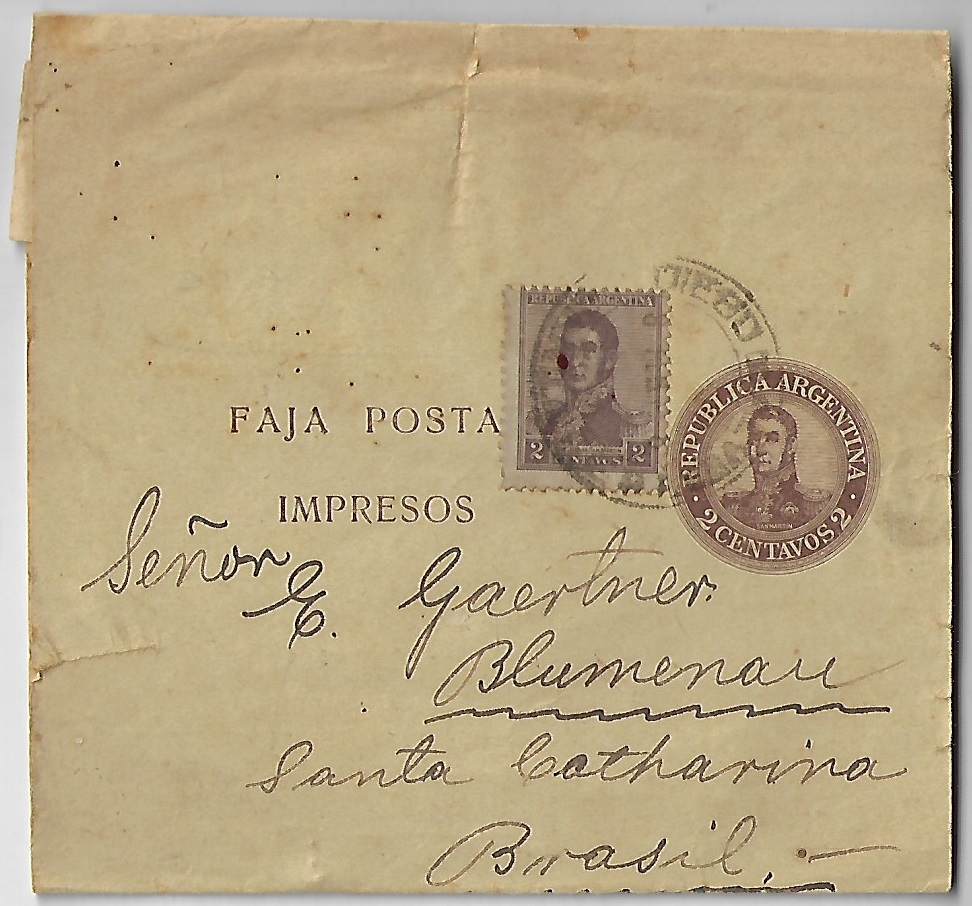 REPUBLICA ARGENTINA
2 CENTAVOS 2
REPUBLICA ARGENTINA
SAN MARTIN
2 CENTAVOS 2
FAJA POSTA
IMPRESOS
Señor
E. Gaertner.
Blumenau
Santa Catharina
Brasil.